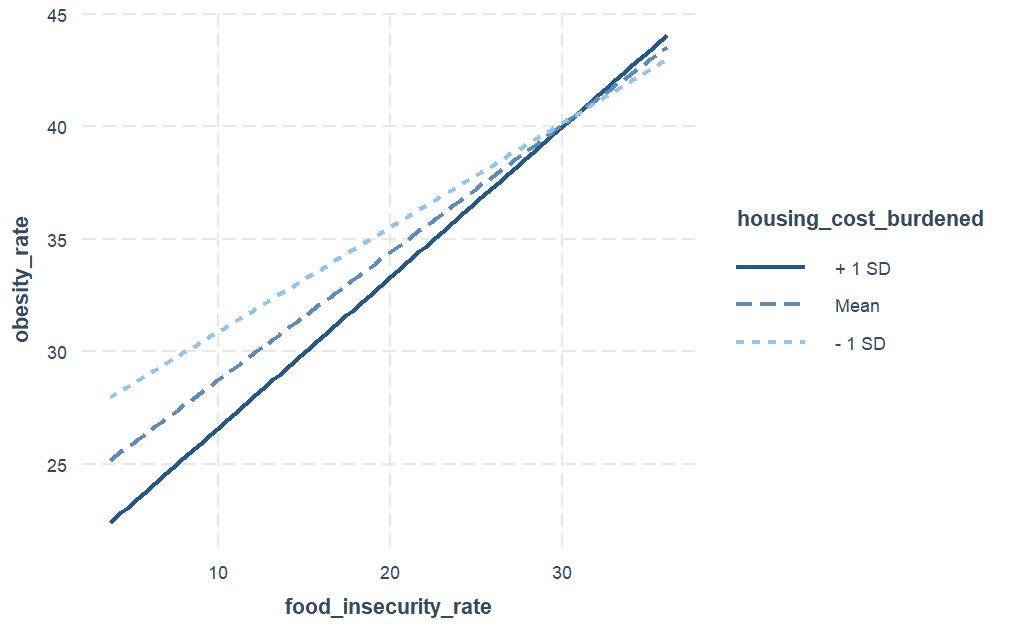 45
40
35
30
25
obesity_rate
10 20 30
food_insecurity_rate
housing_cost_burdened
+ 1 SD
Mean
- 1 SD